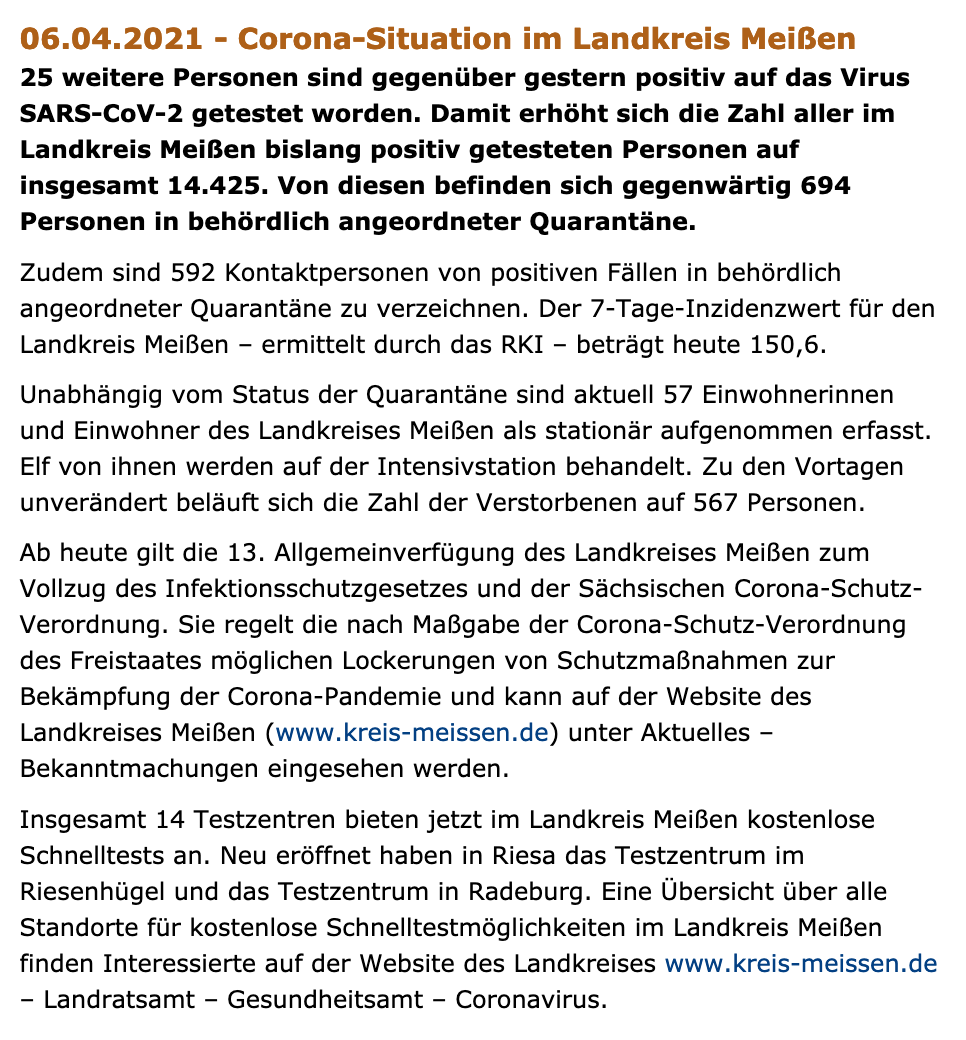 06.04.2021 - Corona-Situation im Landkreis Meißen
25 weitere Personen sind gegenüber gestern positiv auf das Virus
SARS-CoV-2 getestet worden. Damit erhöht sich die Zahl aller im
Landkreis Meißen bislang positiv getesteten Personen auf
insgesamt 14.425. Von diesen befinden sich gegenwärtig 694
Personen in behördlich angeordneter Quarantäne.
Zudem sind 592 Kontaktpersonen von positiven Fällen in behördlich
angeordneter Quarantäne zu verzeichnen. Der 7-Tage-Inzidenzwert für den
Landkreis Meißen – ermittelt durch das RKI – beträgt heute 150,6.
Unabhängig vom Status der Quarantäne sind aktuell 57 Einwohnerinnen
und Einwohner des Landkreises Meißen als stationär aufgenommen erfasst.
Elf von ihnen werden auf der Intensivstation behandelt. Zu den Vortagen
unverändert beläuft sich die Zahl der Verstorbenen auf 567 Personen.
Ab heute gilt die 13. Allgemeinverfügung des Landkreises Meißen zum
Vollzug des Infektionsschutzgesetzes und der Sächsischen Corona-Schutz-
Verordnung. Sie regelt die nach Maßgabe der Corona-Schutz-Verordnung
des Freistaates möglichen Lockerungen von Schutzmaßnahmen zur
Bekämpfung der Corona-Pandemie und kann auf der Website des
Landkreises Meißen (www.kreis-meissen.de) unter Aktuelles –
Bekanntmachungen eingesehen werden.
Insgesamt 14 Testzentren bieten jetzt im Landkreis Meißen kostenlose
Schnelltests an. Neu eröffnet haben in Riesa das Testzentrum im
Riesenhügel und das Testzentrum in Radeburg. Eine Übersicht über alle
Standorte für kostenlose Schnelltestmöglichkeiten im Landkreis Meißen
finden Interessierte auf der Website des Landkreises www.kreis-meissen.de
– Landratsamt – Gesundheitsamt – Coronavirus.